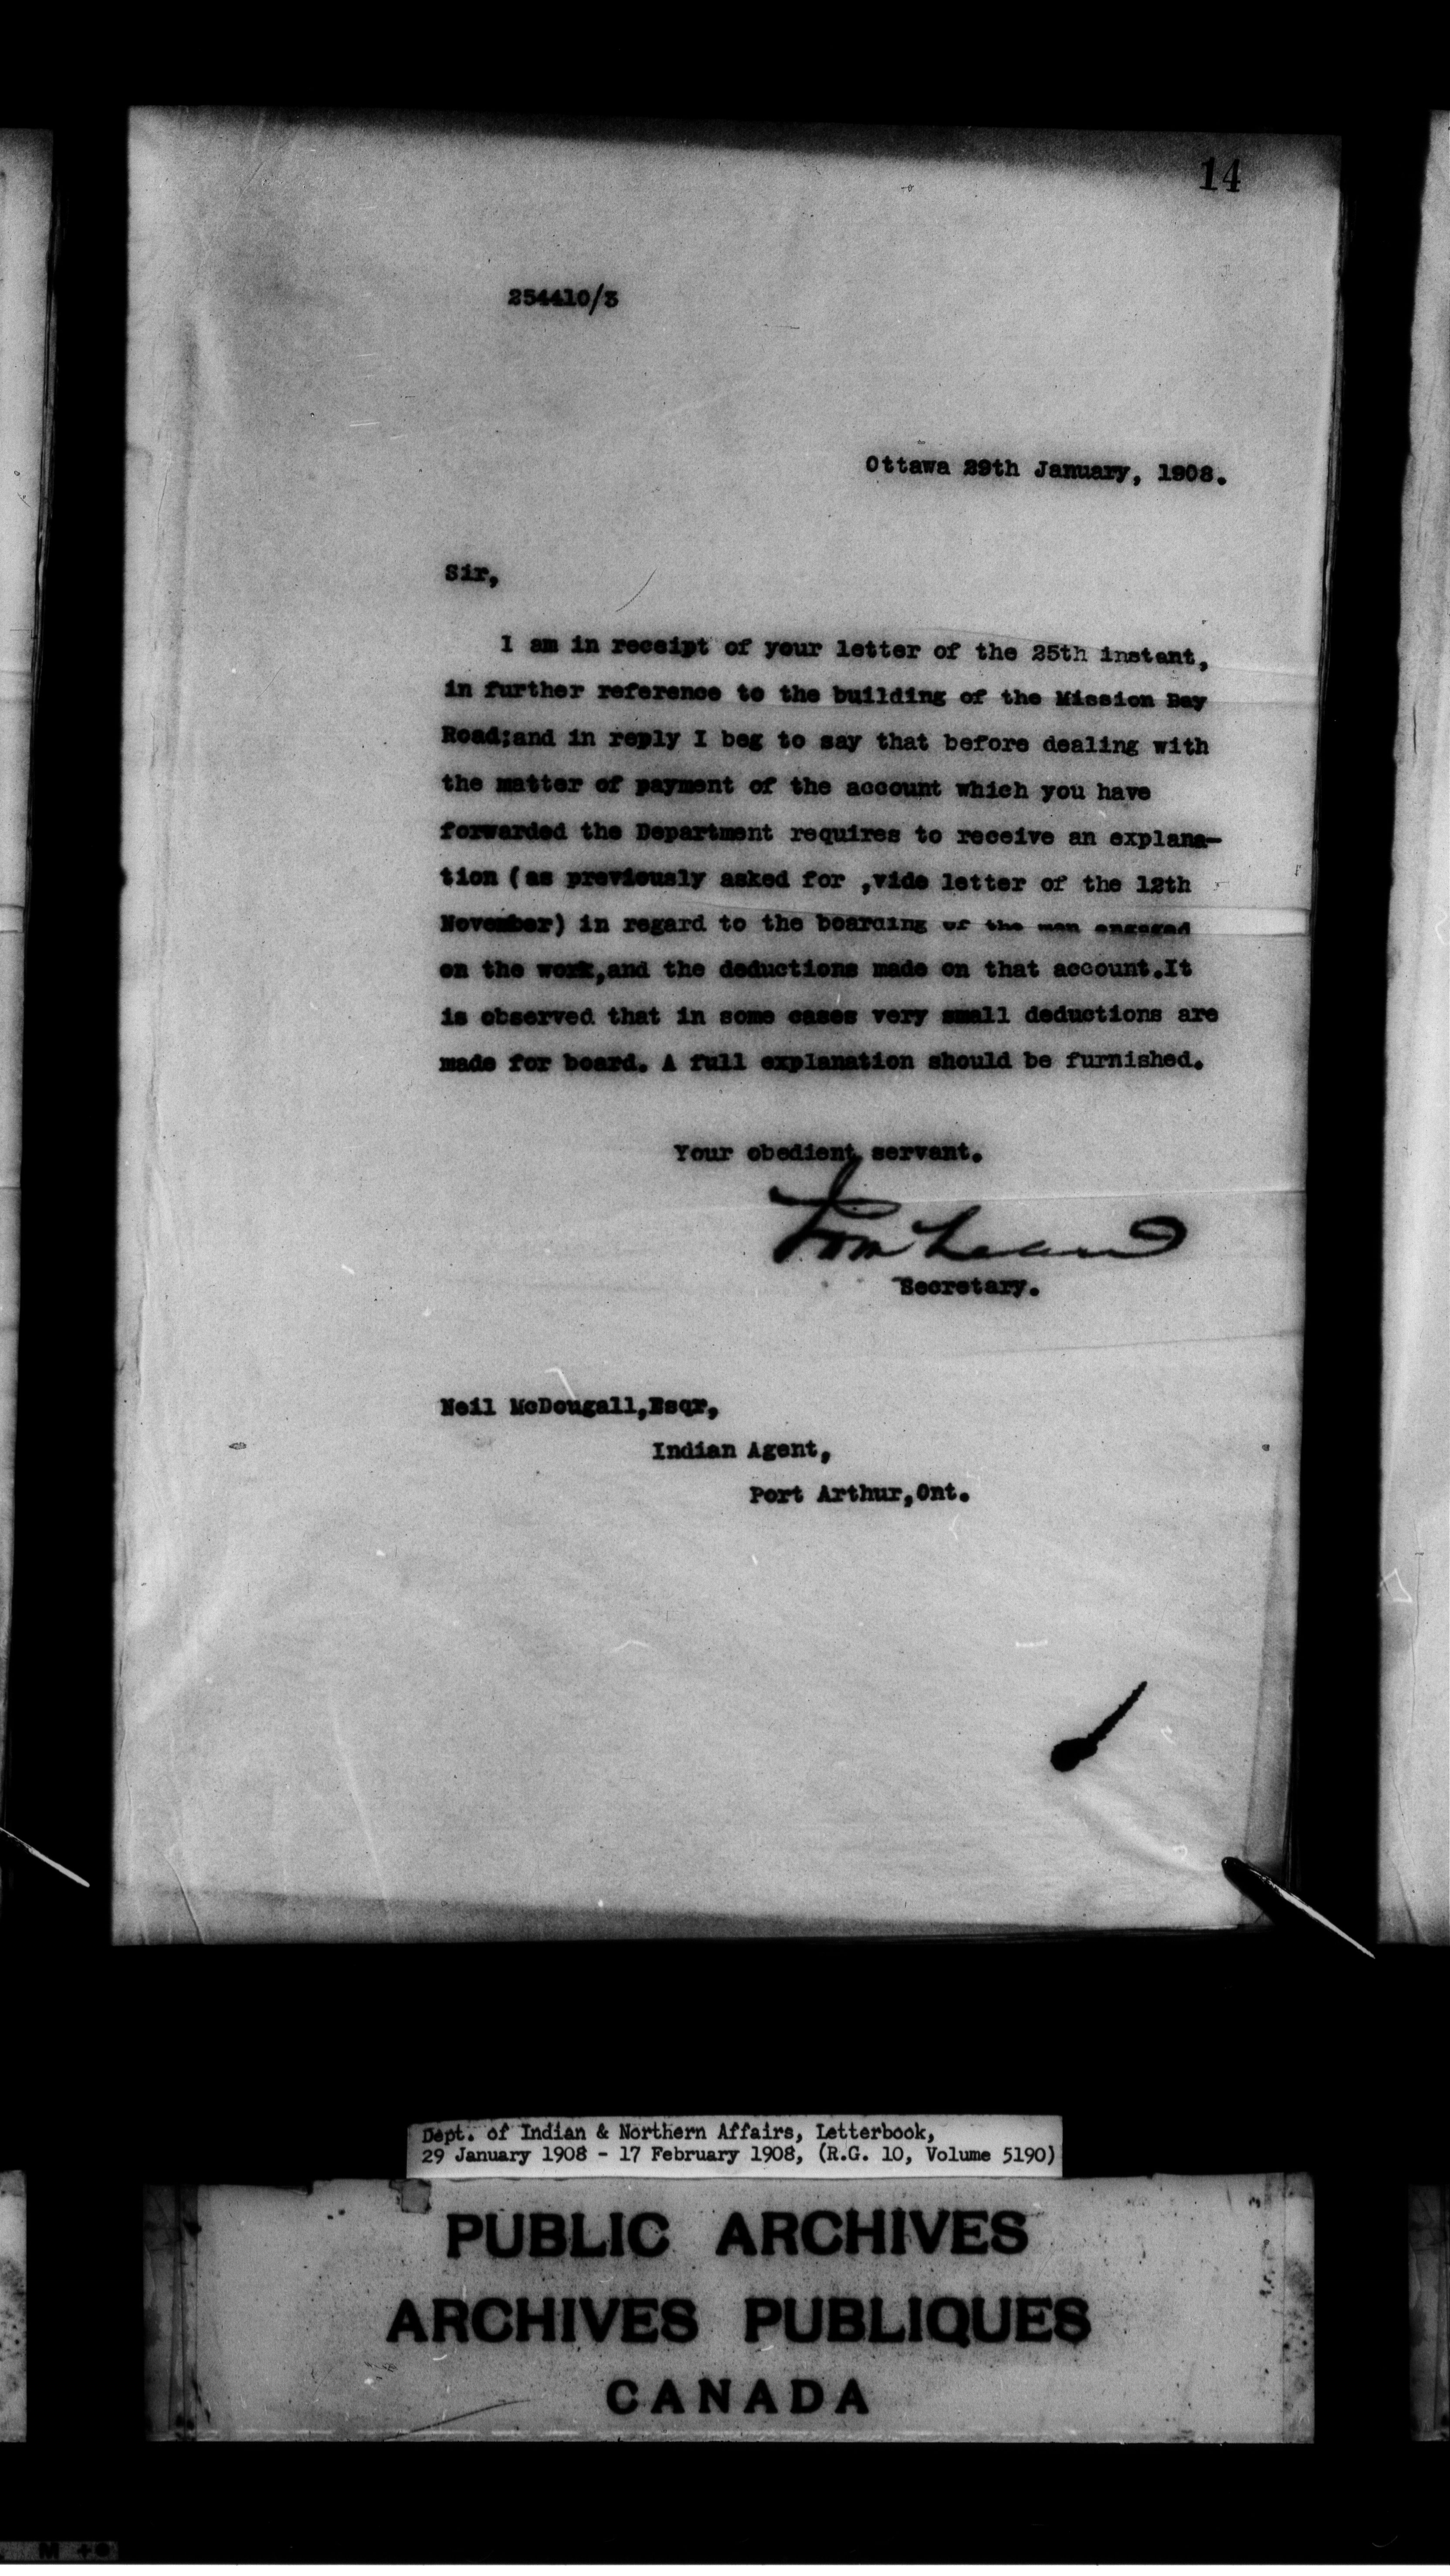 14
254410/3
Ottawa 29th January, 1908.
Sir,
I am in receipt of your letter of the 25th instant,
in further reference to the building of the Mission Bay
Road;and in reply I beg to say that before dealing with
the matter of payment of the account which you have
forwarded the Department requires to receive an explana-
tion (as previously asked for ,vide letter of the 12th
November) in regard to the boarding of the men engaged
on the work,and the deductions made on that account.It
is observed that in some cases very small deductions are
made for board. A full explanation should be furnished.
Your obedient servant.
Secretary.
Neil McDougall,Esqr,
Indian Agent,
Port Arthur,Ont.
Dept. of Indian & Northern Affairs, Letterbook,
29 January 1908 - 17 February 1908, (R.G. 10, Volume 5190)
PUBLIC ARCHIVES
ARCHIVES PUBLIQUES
CANADA